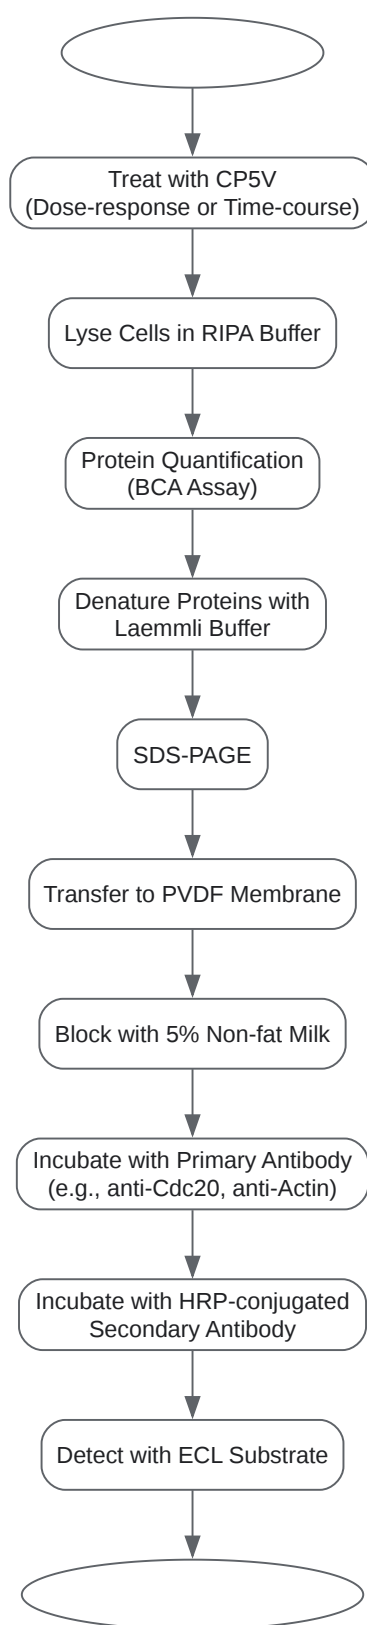 Treat with CP5V
(Dose-response or Time-course)
Lyse Cells in RIPA Buffer
Protein Quantification
(BCA Assay)
Denature Proteins with
Laemmli Buffer
SDS-PAGE
Transfer to PVDF Membrane
Block with 5% Non-fat Milk
Incubate with Primary Antibody
(e.g., anti-Cdc20, anti-Actin)
Incubate with HRP-conjugated
Secondary Antibody
Detect with ECL Substrate